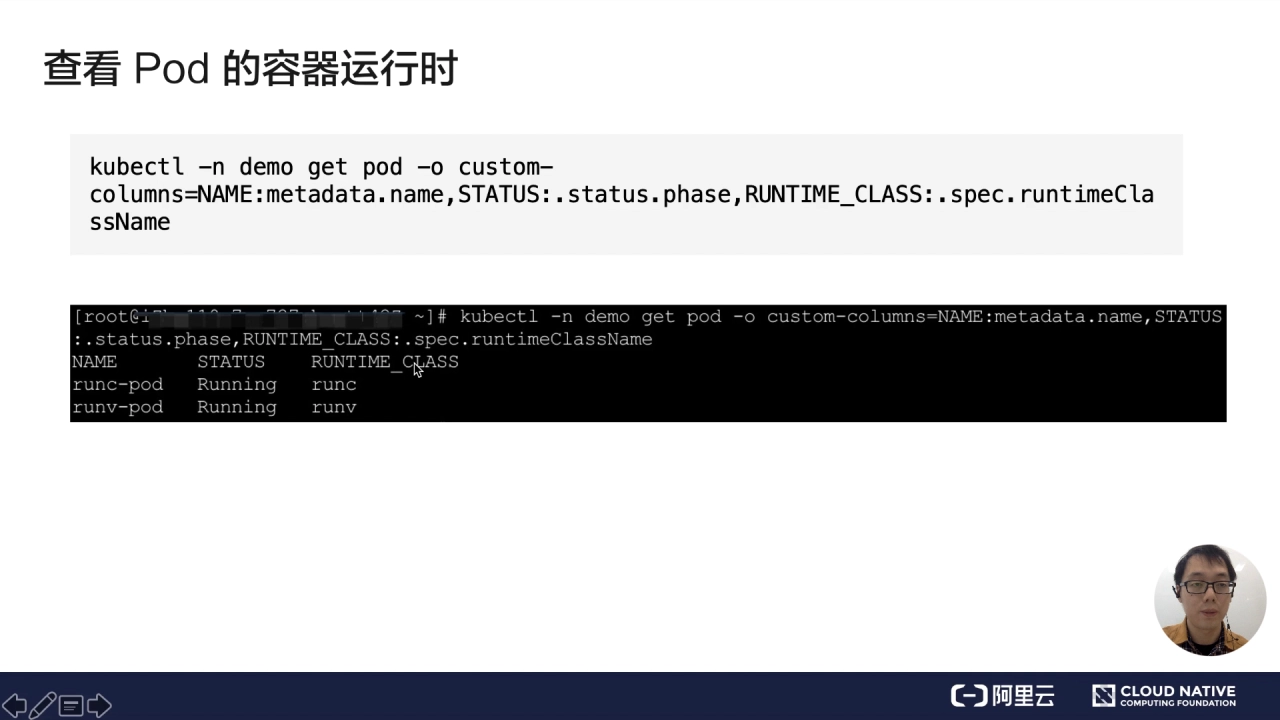 查看 Pod 的容器运行时
kubectl -n demo get pod -o custom-
columns=NAME:metadata.name,STATUS:.status.phase,RUNTIME_CLASS:.spec.runtimeCla
ssName
[root@ ~]# kubectl -n demo get pod -o custom-columns=NAME:metadata.name,STATUS
:.status.phase,RUNTIME_CLASS:.spec.runtimeClassName
NAME STATUS RUNTIME_CLASS
runc-pod Running runc
runv-pod Running runv
阿里云
CLOUD NATIVE
COMPUTING FOUNDATION